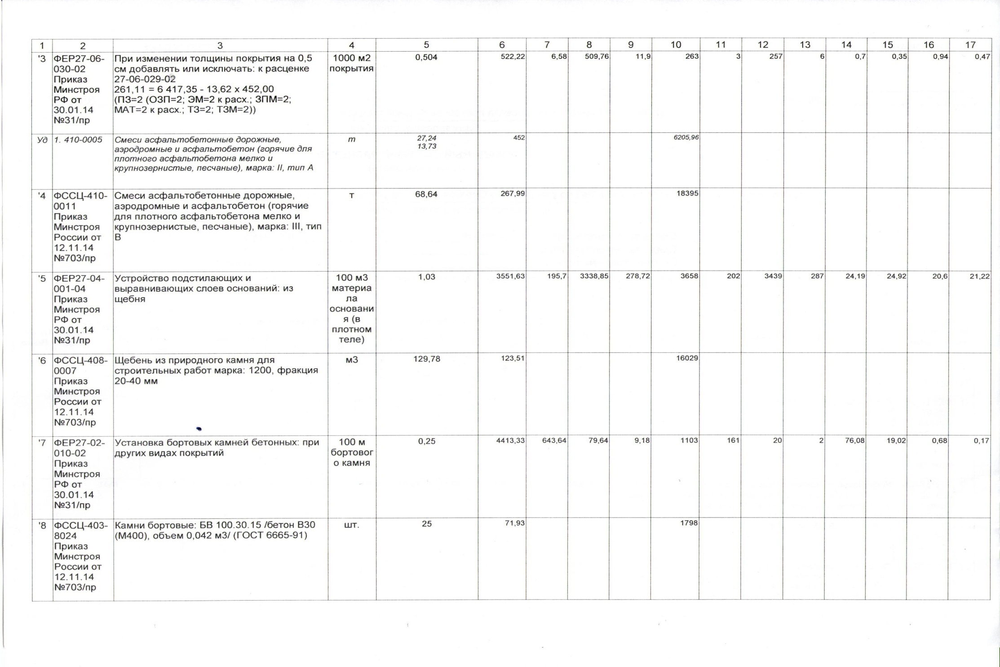 1 2 3 4 5 6 7 8 9 10 11 12 13 14 15 16 17
'3 ФЕР27-06-030-02 Приказ Минстроя РФ от 30.01.14 №31/пр
При изменении толщины покрытия на 0,5
см добавлять или исключать: к расценке
27-06-029-02
261,11 = 6 417,35 - 13,62 x 452,00
(ПЗ=2 (ОЗП=2; ЭМ=2 к расх.; ЗПМ=2;
МАТ=2 к расх.; ТЗ=2; ТЗМ=2))
1000 м2
покрытия
0,504 522,22 6,58 509,76 11,9 263 3 257 6 0,7 0,35 0,94 0,47
Уд 1. 410-0005
Смеси асфальтобетонные дорожные,
аэродромные и асфальтобетон (горячие для
плотного асфальтобетона мелко и
крупнозернистые, песчаные), марка: II, тип А
т
27,24
13,73
452 6205,96
'4 ФССЦ-410-
0011
Приказ
Минстроя
России от
12.11.14
№703/пр
Смеси асфальтобетонные дорожные,
аэродромные и асфальтобетон (горячие
для плотного асфальтобетона мелко и
крупнозернистые, песчаные), марка: III, тип
В
т 68,64 267,99 18395
'5 ФЕР27-04-
001-04
Приказ
Минстроя
РФ от
30.01.14
№31/пр
Устройство подстилающих и
выравнивающих слоев оснований: из
щебня
100 м3
материа
ла
основани
я (в
плотном
теле)
1,03 3551,63 195,7 3338,85 278,72 3658 202 3439 287 24,19 24,92 20,6 21,22
'6 ФССЦ-408-
0007
Приказ
Минстроя
России от
12.11.14
№703/пр
Щебень из природного камня для
строительных работ марка: 1200, фракция
20-40 мм
м3 129,78 123,51 16029
'7 ФЕР27-02-
010-02
Приказ
Минстроя
РФ от
30.01.14
№31/пр
Установка бортовых камней бетонных: при
других видах покрытий
100 м
бортовог
о камня
0,25 4413,33 643,64 79,64 9,18 1103 161 20 2 76,08 19,02 0,68 0,17
'8 ФССЦ-403-
8024
Приказ
Минстроя
России от
12.11.14
№703/пр
Камни бортовые: БВ 100.30.15 /бетон В30
(М400), объем 0,042 м3/ (ГОСТ 6665-91)
шт. 25 71,93 1798